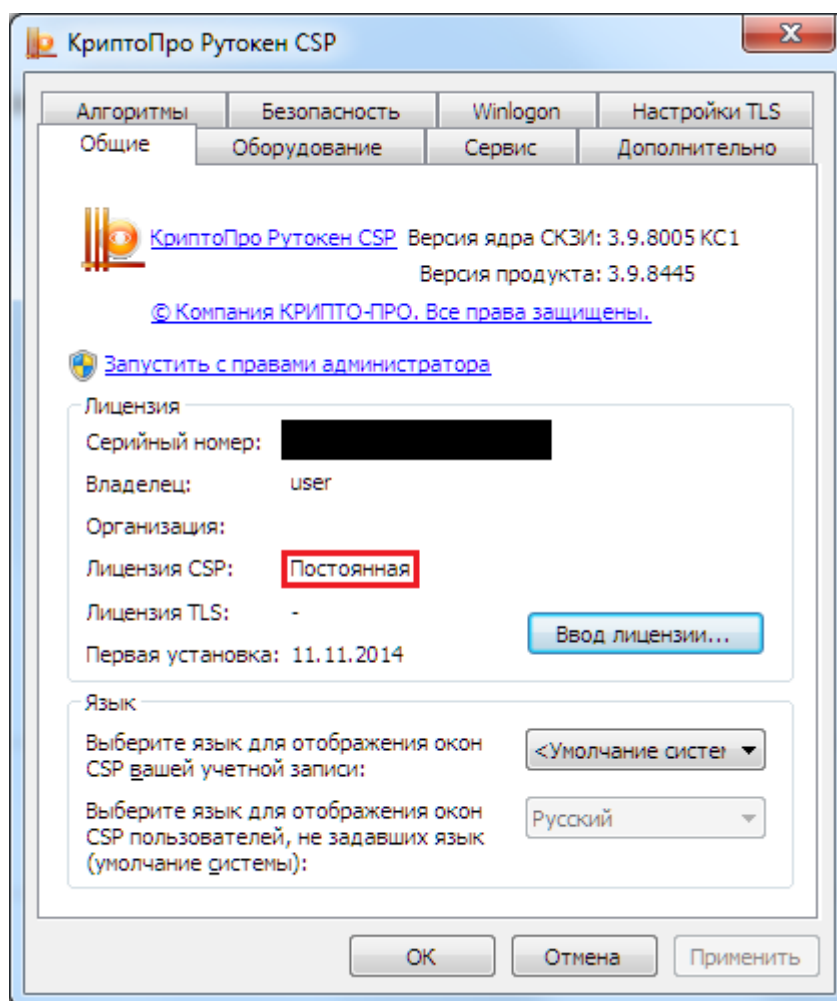 КриптоПро Рутокен CSP
Алгоритмы Безопасность Winlogon Настройки TLS
Общие Оборудование Сервис Дополнительно
КриптоПро Рутокен CSP Версия ядра СКЗИ: 3.9.8005 КС1
Версия продукта: 3.9.8445
© Компания КРИПТО-ПРО. Все права защищены.
Запустить с правами администратора
Лицензия
Серийный номер:
Владелец: user
Организация:
Лицензия CSP: Постоянная
Лицензия TLS: -
Ввод лицензии...
Первая установка: 11.11.2014
Язык
Выберите язык для отображения окон
CSP вашей учетной записи:
<Умолчание систем
Выберите язык для отображения окон
CSP пользователей, не задавших язык
(умолчание системы):
Русский
ОК Отмена Применить